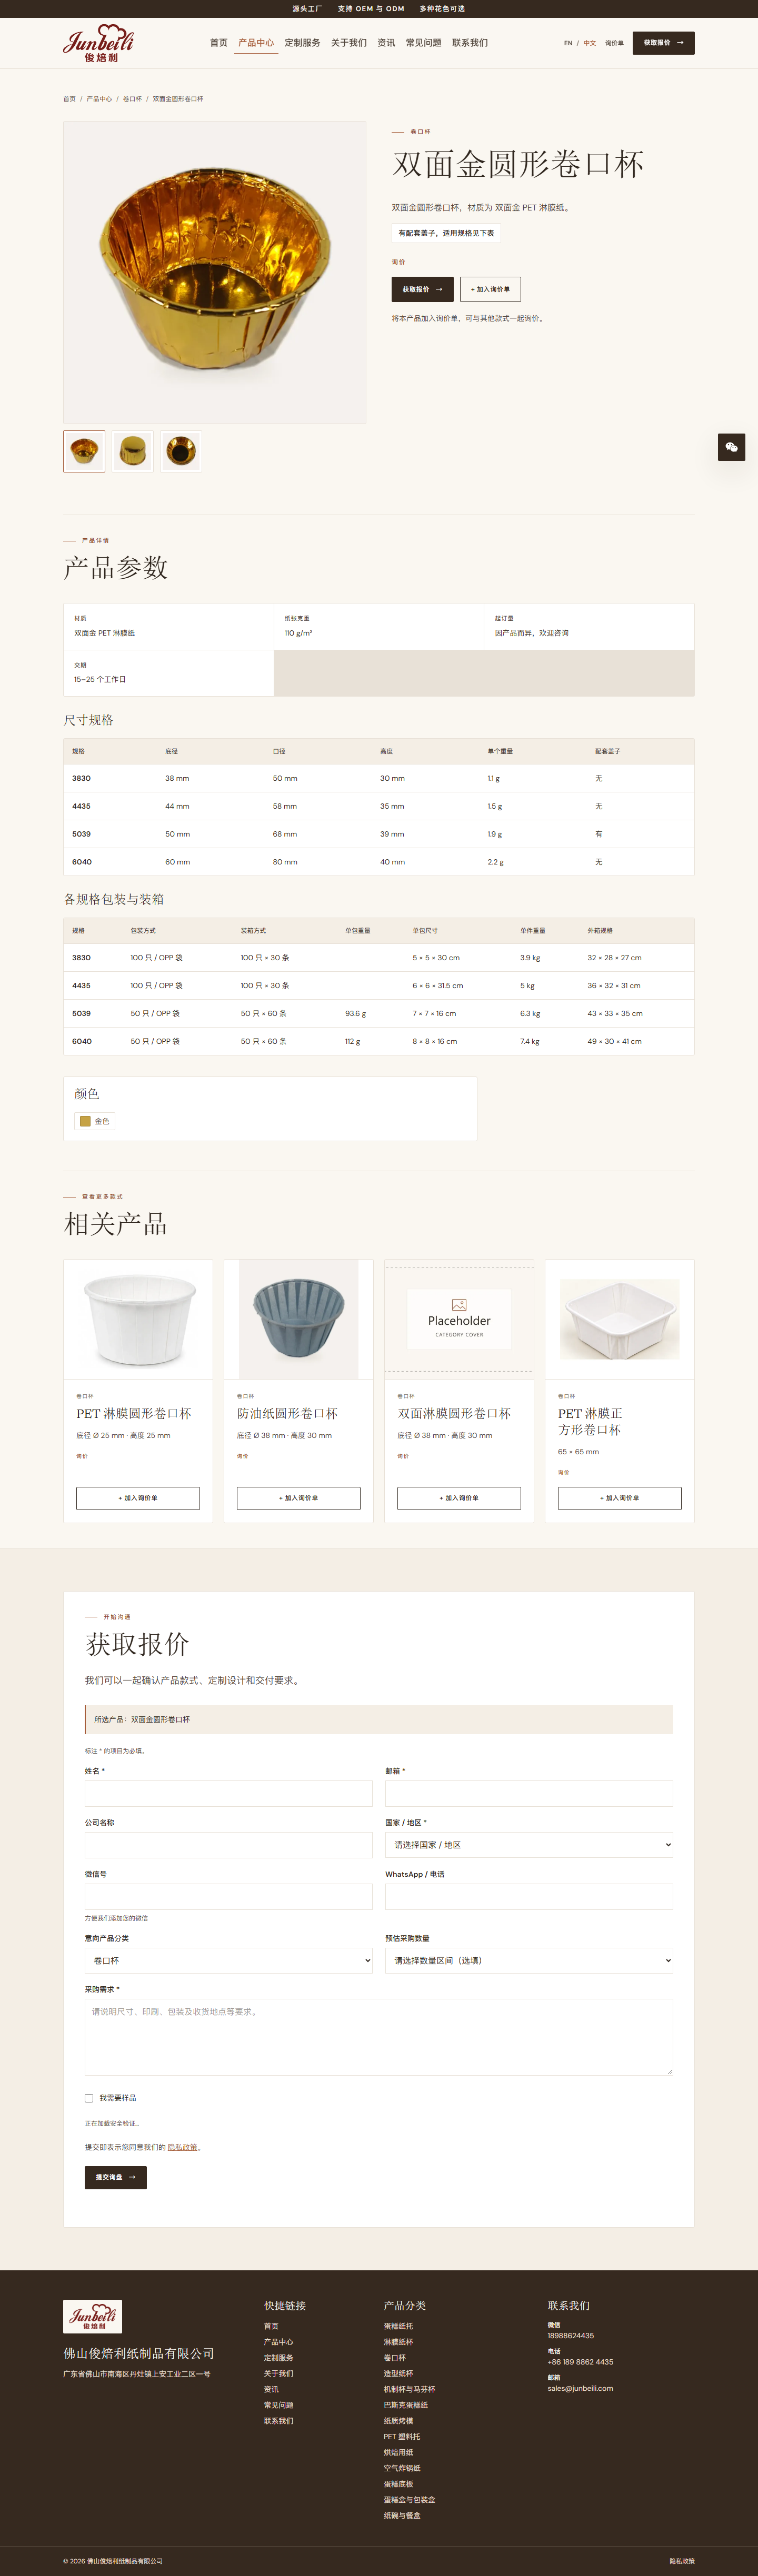 源头工厂 支持 OEM 与 ODM 多种花色可选
Junbeili
俊焙利
首页 产品中心 定制服务 关于我们 资讯 常见问题 联系我们
EN / 中文 询价单 获取报价 →
首页 / 产品中心 / 卷口杯 / 双面金圆形卷口杯
卷口杯
双面金圆形卷口杯
双面金圆形卷口杯，材质为 双面金 PET 淋膜纸。
有配套盖子，适用规格见下表
询价
获取报价 →
+ 加入询价单
将本产品加入询价单，可与其他款式一起询价。
产品详情
产品参数
材质
双面金 PET 淋膜纸
纸张克重
110 g/m²
起订量
因产品而异，欢迎咨询
交期
15–25 个工作日
尺寸规格
规格 底径 口径 高度 单个重量 配套盖子
3830 38 mm 50 mm 30 mm 1.1 g 无
4435 44 mm 58 mm 35 mm 1.5 g 无
5039 50 mm 68 mm 39 mm 1.9 g 有
6040 60 mm 80 mm 40 mm 2.2 g 无
各规格包装与装箱
规格 包装方式 装箱方式 单包重量 单包尺寸 单件重量 外箱规格
3830 100 只 / OPP 袋 100 只 × 30 条 5 × 5 × 30 cm 3.9 kg 32 × 28 × 27 cm
4435 100 只 / OPP 袋 100 只 × 30 条 6 × 6 × 31.5 cm 5 kg 36 × 32 × 31 cm
5039 50 只 / OPP 袋 50 只 × 60 条 93.6 g 7 × 7 × 16 cm 6.3 kg 43 × 33 × 35 cm
6040 50 只 / OPP 袋 50 只 × 60 条 112 g 8 × 8 × 16 cm 7.4 kg 49 × 30 × 41 cm
颜色
金色
查看更多款式
相关产品
卷口杯
PET 淋膜圆形卷口杯
底径 Ø 25 mm · 高度 25 mm
询价
+ 加入询价单
卷口杯
防油纸圆形卷口杯
底径 Ø 38 mm · 高度 30 mm
询价
+ 加入询价单
Placeholder
CATEGORY COVER
卷口杯
双面淋膜圆形卷口杯
底径 Ø 38 mm · 高度 30 mm
询价
+ 加入询价单
卷口杯
PET 淋膜正
方形卷口杯
65 × 65 mm
询价
+ 加入询价单
开始沟通
获取报价
我们可以一起确认产品款式、定制设计和交付要求。
所选产品：双面金圆形卷口杯
标注 * 的项目为必填。
姓名 *
邮箱 *
公司名称
国家 / 地区 *
请选择国家 / 地区
微信号
WhatsApp / 电话
方便我们添加您的微信
意向产品分类
卷口杯
预估采购数量
请选择数量区间（选填）
采购需求 *
请说明尺寸、印刷、包装及收货地点等要求。
我需要样品
正在加载安全验证…
提交即表示您同意我们的 隐私政策。
提交询盘 →
Junbeili
俊焙利
佛山俊焙利纸制品有限公司
广东省佛山市南海区丹灶镇上安工业二区一号
快捷链接
首页
产品中心
定制服务
关于我们
资讯
常见问题
联系我们
产品分类
蛋糕纸托
淋膜纸杯
卷口杯
造型纸杯
机制杯与马芬杯
巴斯克蛋糕纸
纸质烤模
PET 塑料托
烘焙用纸
空气炸锅纸
蛋糕底板
蛋糕盒与包装盒
纸碗与餐盒
联系我们
微信
18988624435
电话
+86 189 8862 4435
邮箱
sales@junbeili.com
© 2026 佛山俊焙利纸制品有限公司
隐私政策